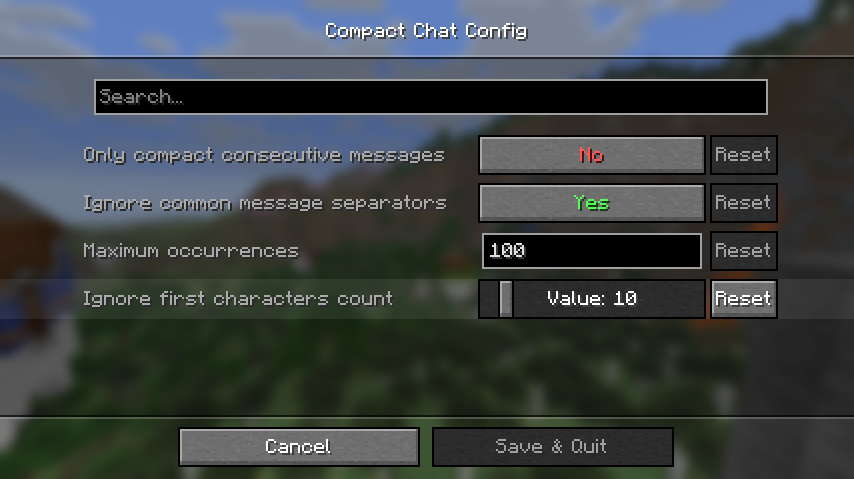 Compact Chat Config
Search...
Only compact consecutive messages No Reset
Ignore common message separators Yes Reset
Maximum occurrences 100 Reset
Ignore first characters count Value: 10 Reset
Cancel Save & Quit